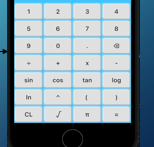 1 2 3 4
5 6 7 8
9 0 . ⌫
÷ + x -
sin cos tan log
ln ^ ( )
CL √ π =